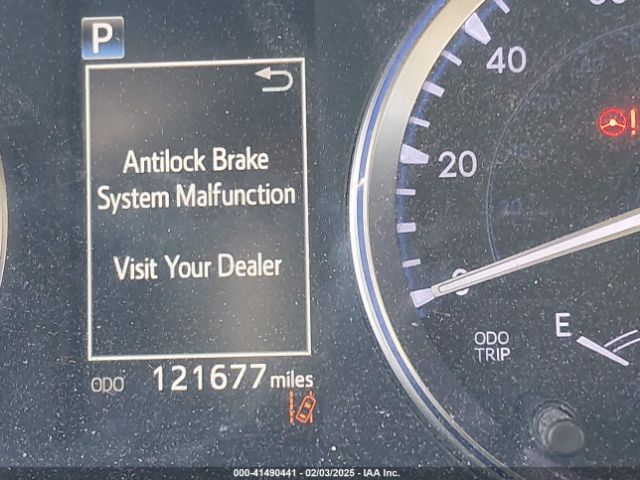 P
Antilock Brake
System Malfunction
Visit Your Dealer
ODO 121677 miles
40
20
0
!
ODO
TRIP
E
000-41490441 - 02/03/2025 - IAA Inc.